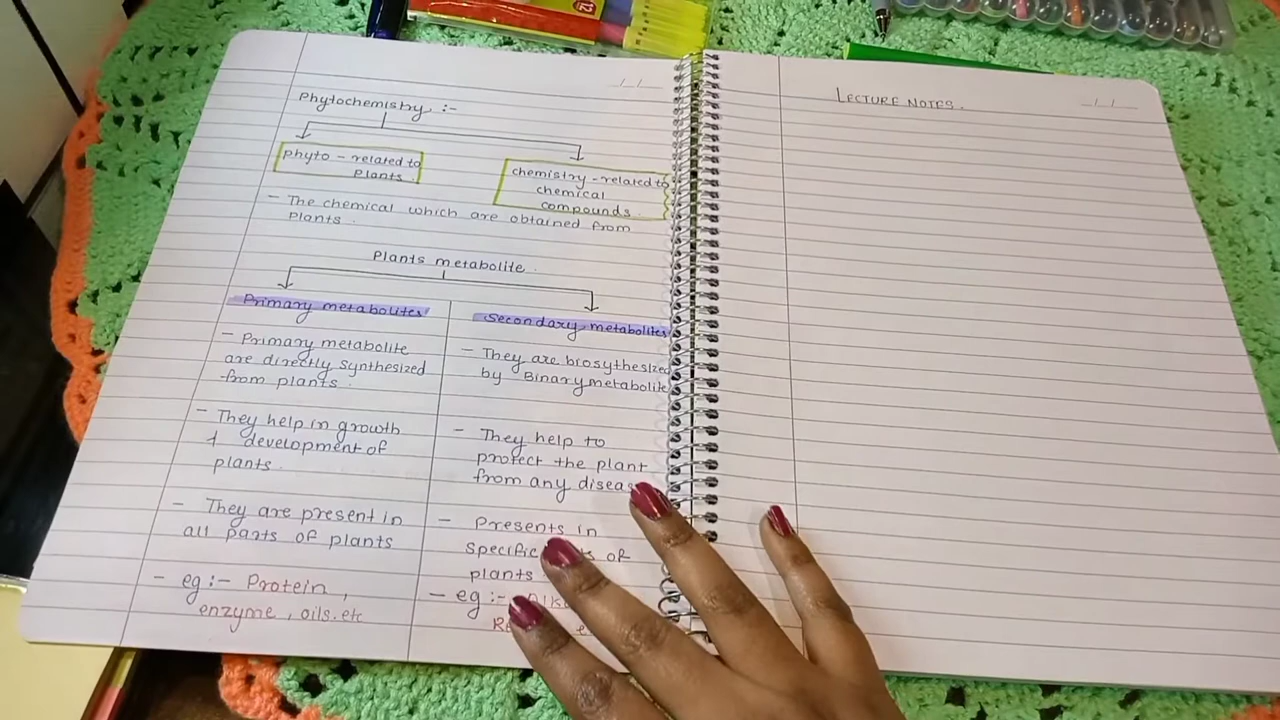 LECTURE NOTES.
Phytochemistry :-
phyto - related to
plants
chemistry - related to
chemical
compounds.
- The chemical which are obtained from
plants.
Plants metabolite.
Primary metabolites
- Primary metabolite
are directly synthesized
from plants.
- They help in growth
& development of
plants.
- They are present in
all parts of plants
- eg :- Protein,
enzyme, oils. etc
Secondary metabolites
- They are biosythesized
by Binary metabolite
- They help to
protect the plant
from any diseas
- Presents in
specific of
plants
- eg :-